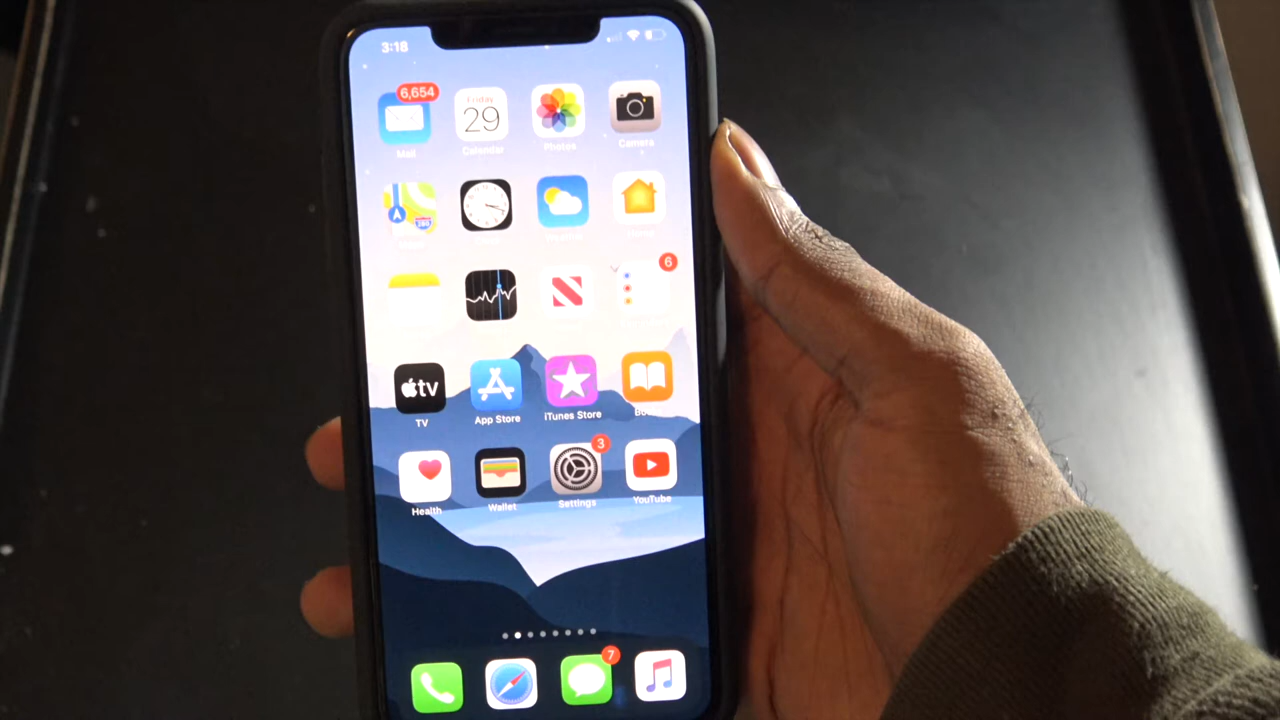 3:18
6,654
Friday
29
Mail
Calendar
Photos
Camera
280
6
tv
TV
App Store
iTunes Store
3
Health
Wallet
Settings
YouTube
7